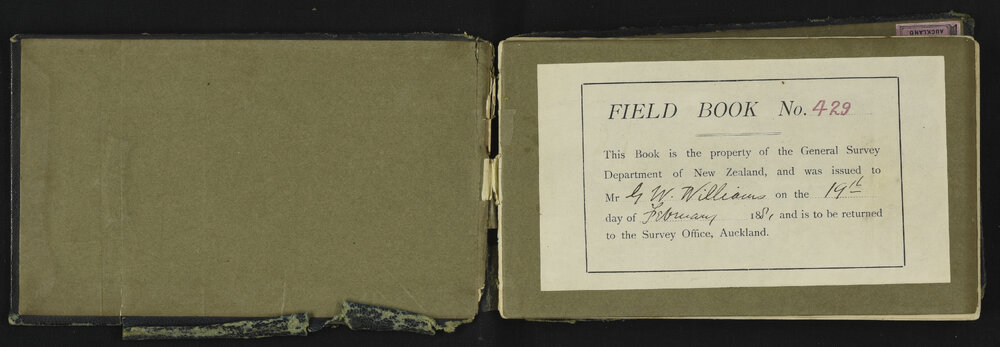 AUCKLAND
FIELD BOOK No. 429
This Book is the property of the General Survey
Department of New Zealand, and was issued to
Mr G. W. Williams on the 19th
day of February 1881 and is to be returned
to the Survey Office, Auckland.